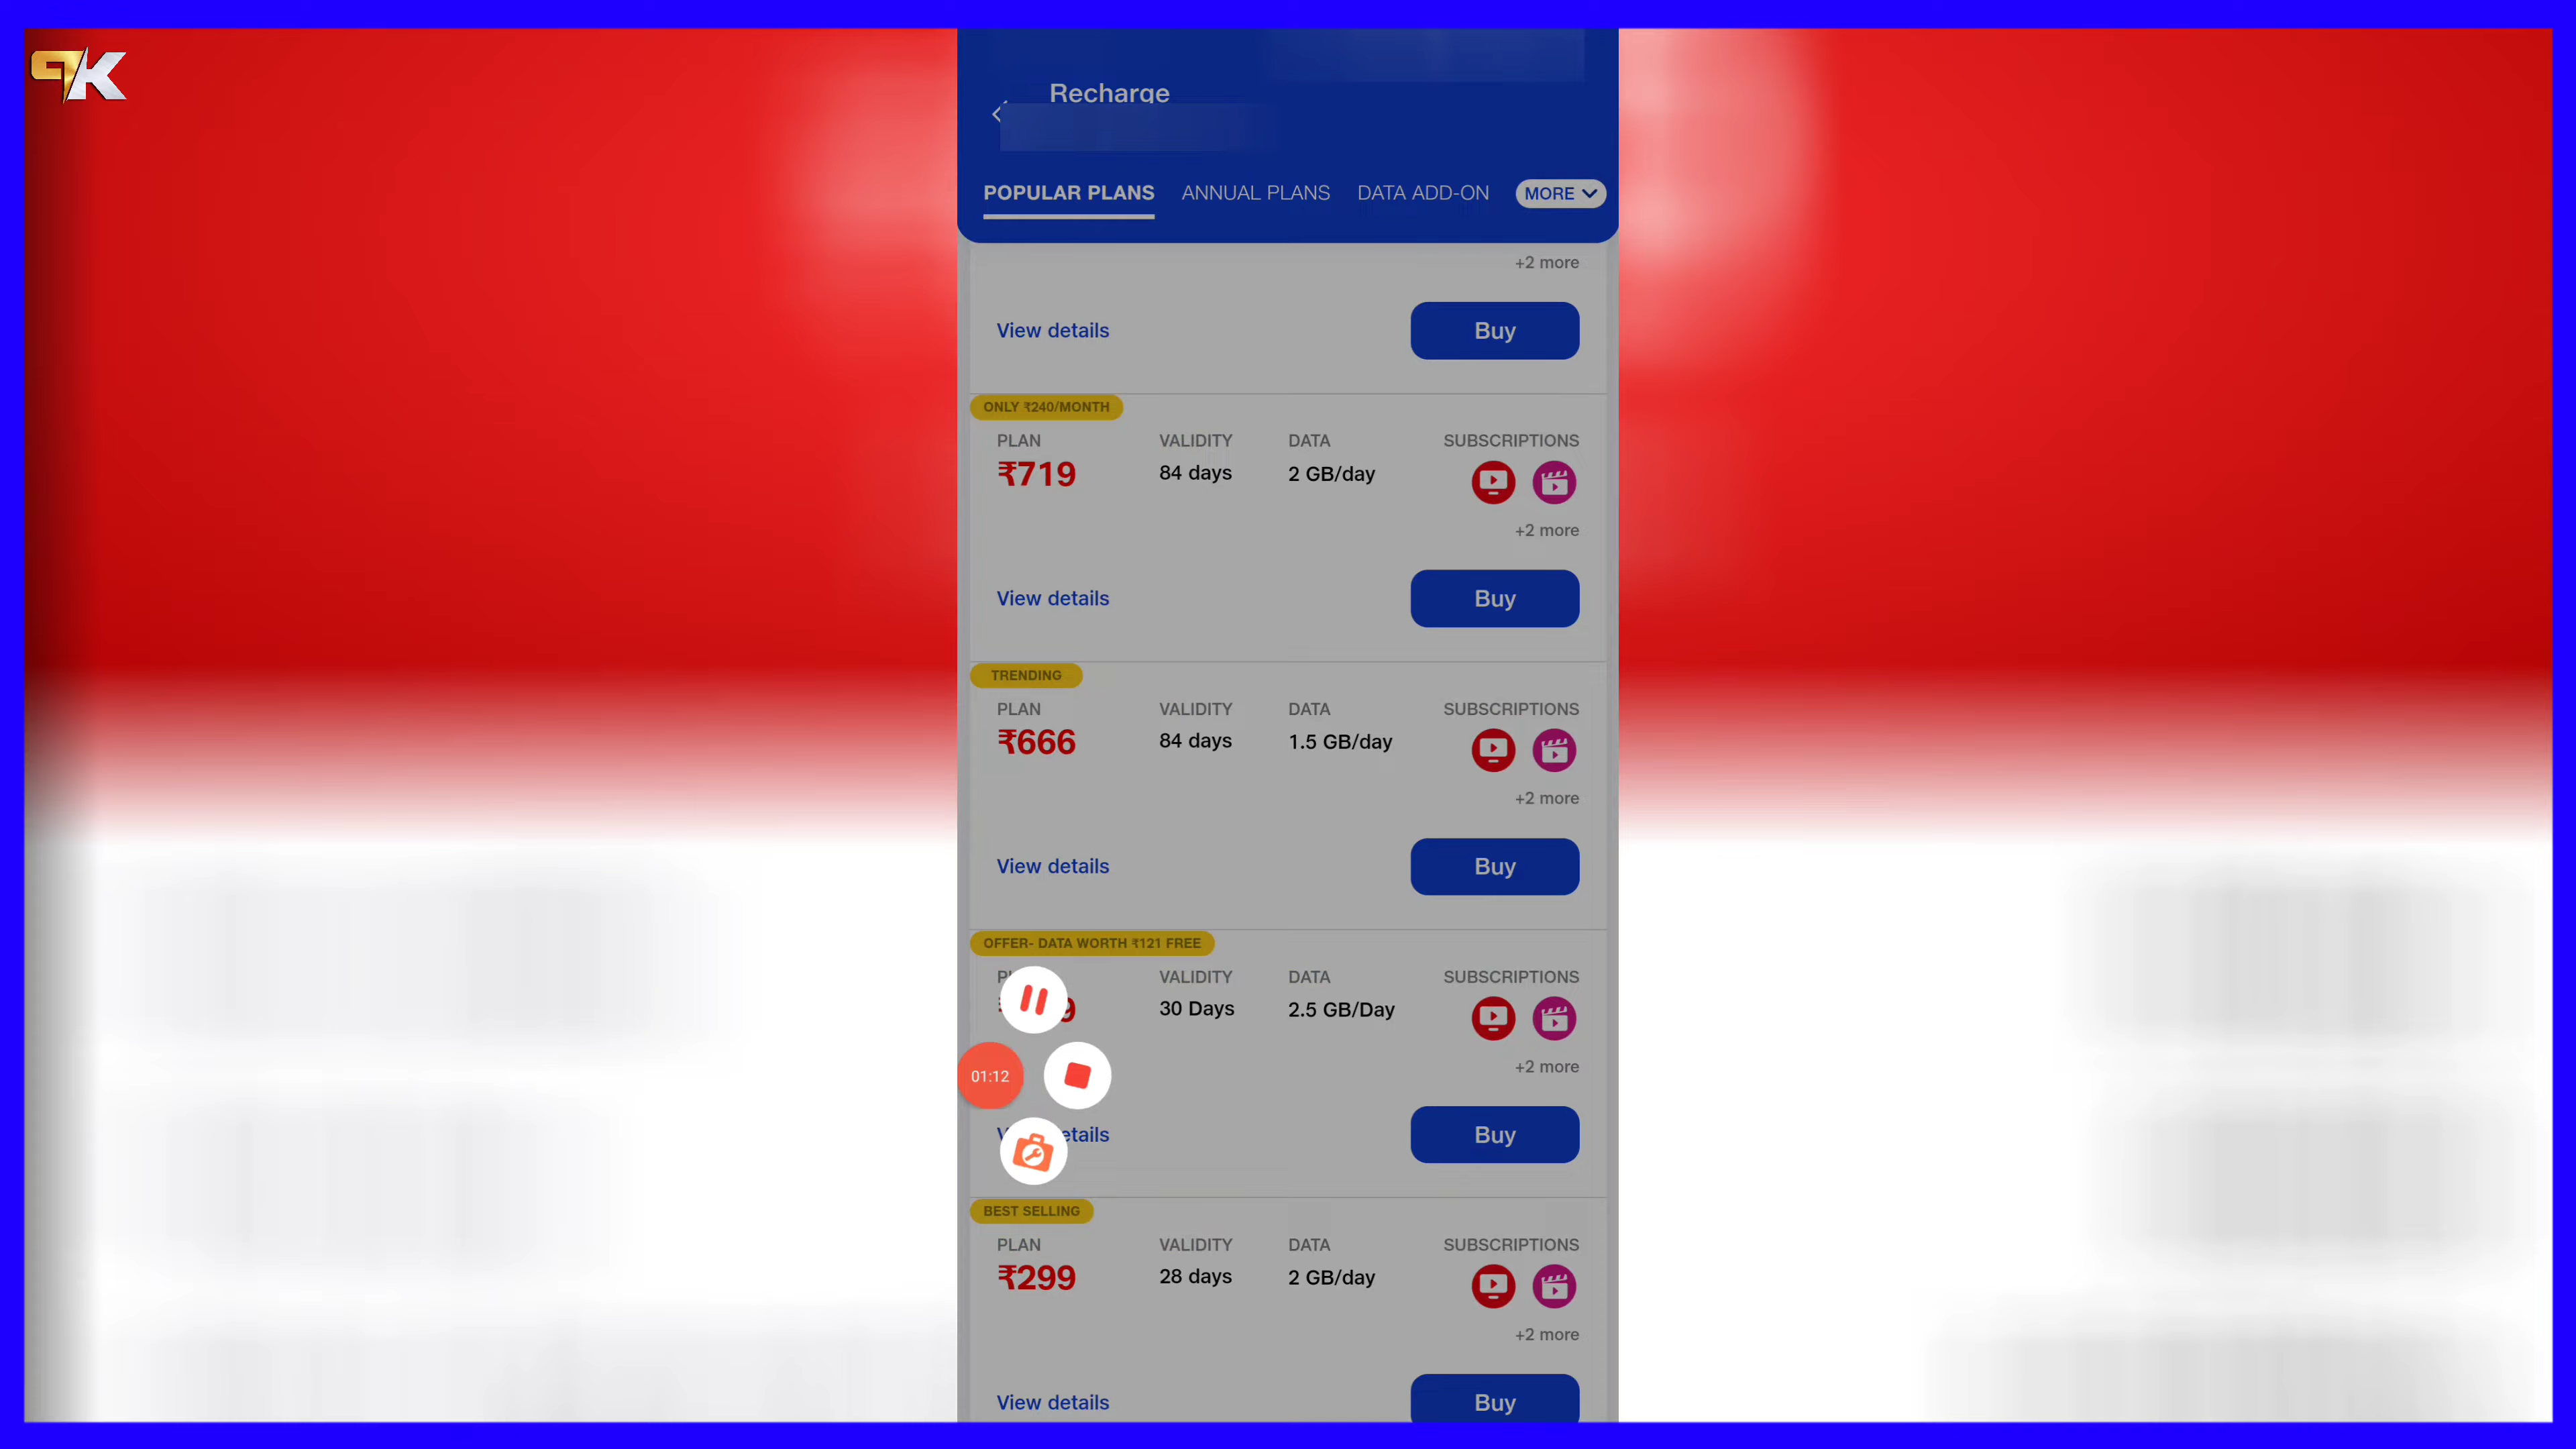 PK
Recharge
POPULAR PLANS ANNUAL PLANS DATA ADD-ON MORE
+2 more
View details Buy
ONLY ₹240/MONTH
PLAN VALIDITY DATA SUBSCRIPTIONS
₹719 84 days 2 GB/day
+2 more
View details Buy
TRENDING
PLAN VALIDITY DATA SUBSCRIPTIONS
₹666 84 days 1.5 GB/day
+2 more
View details Buy
OFFER- DATA WORTH ₹121 FREE
VALIDITY DATA SUBSCRIPTIONS
30 Days 2.5 GB/Day
01:12
+2 more
Buy
BEST SELLING
PLAN VALIDITY DATA SUBSCRIPTIONS
₹299 28 days 2 GB/day
+2 more
View details Buy